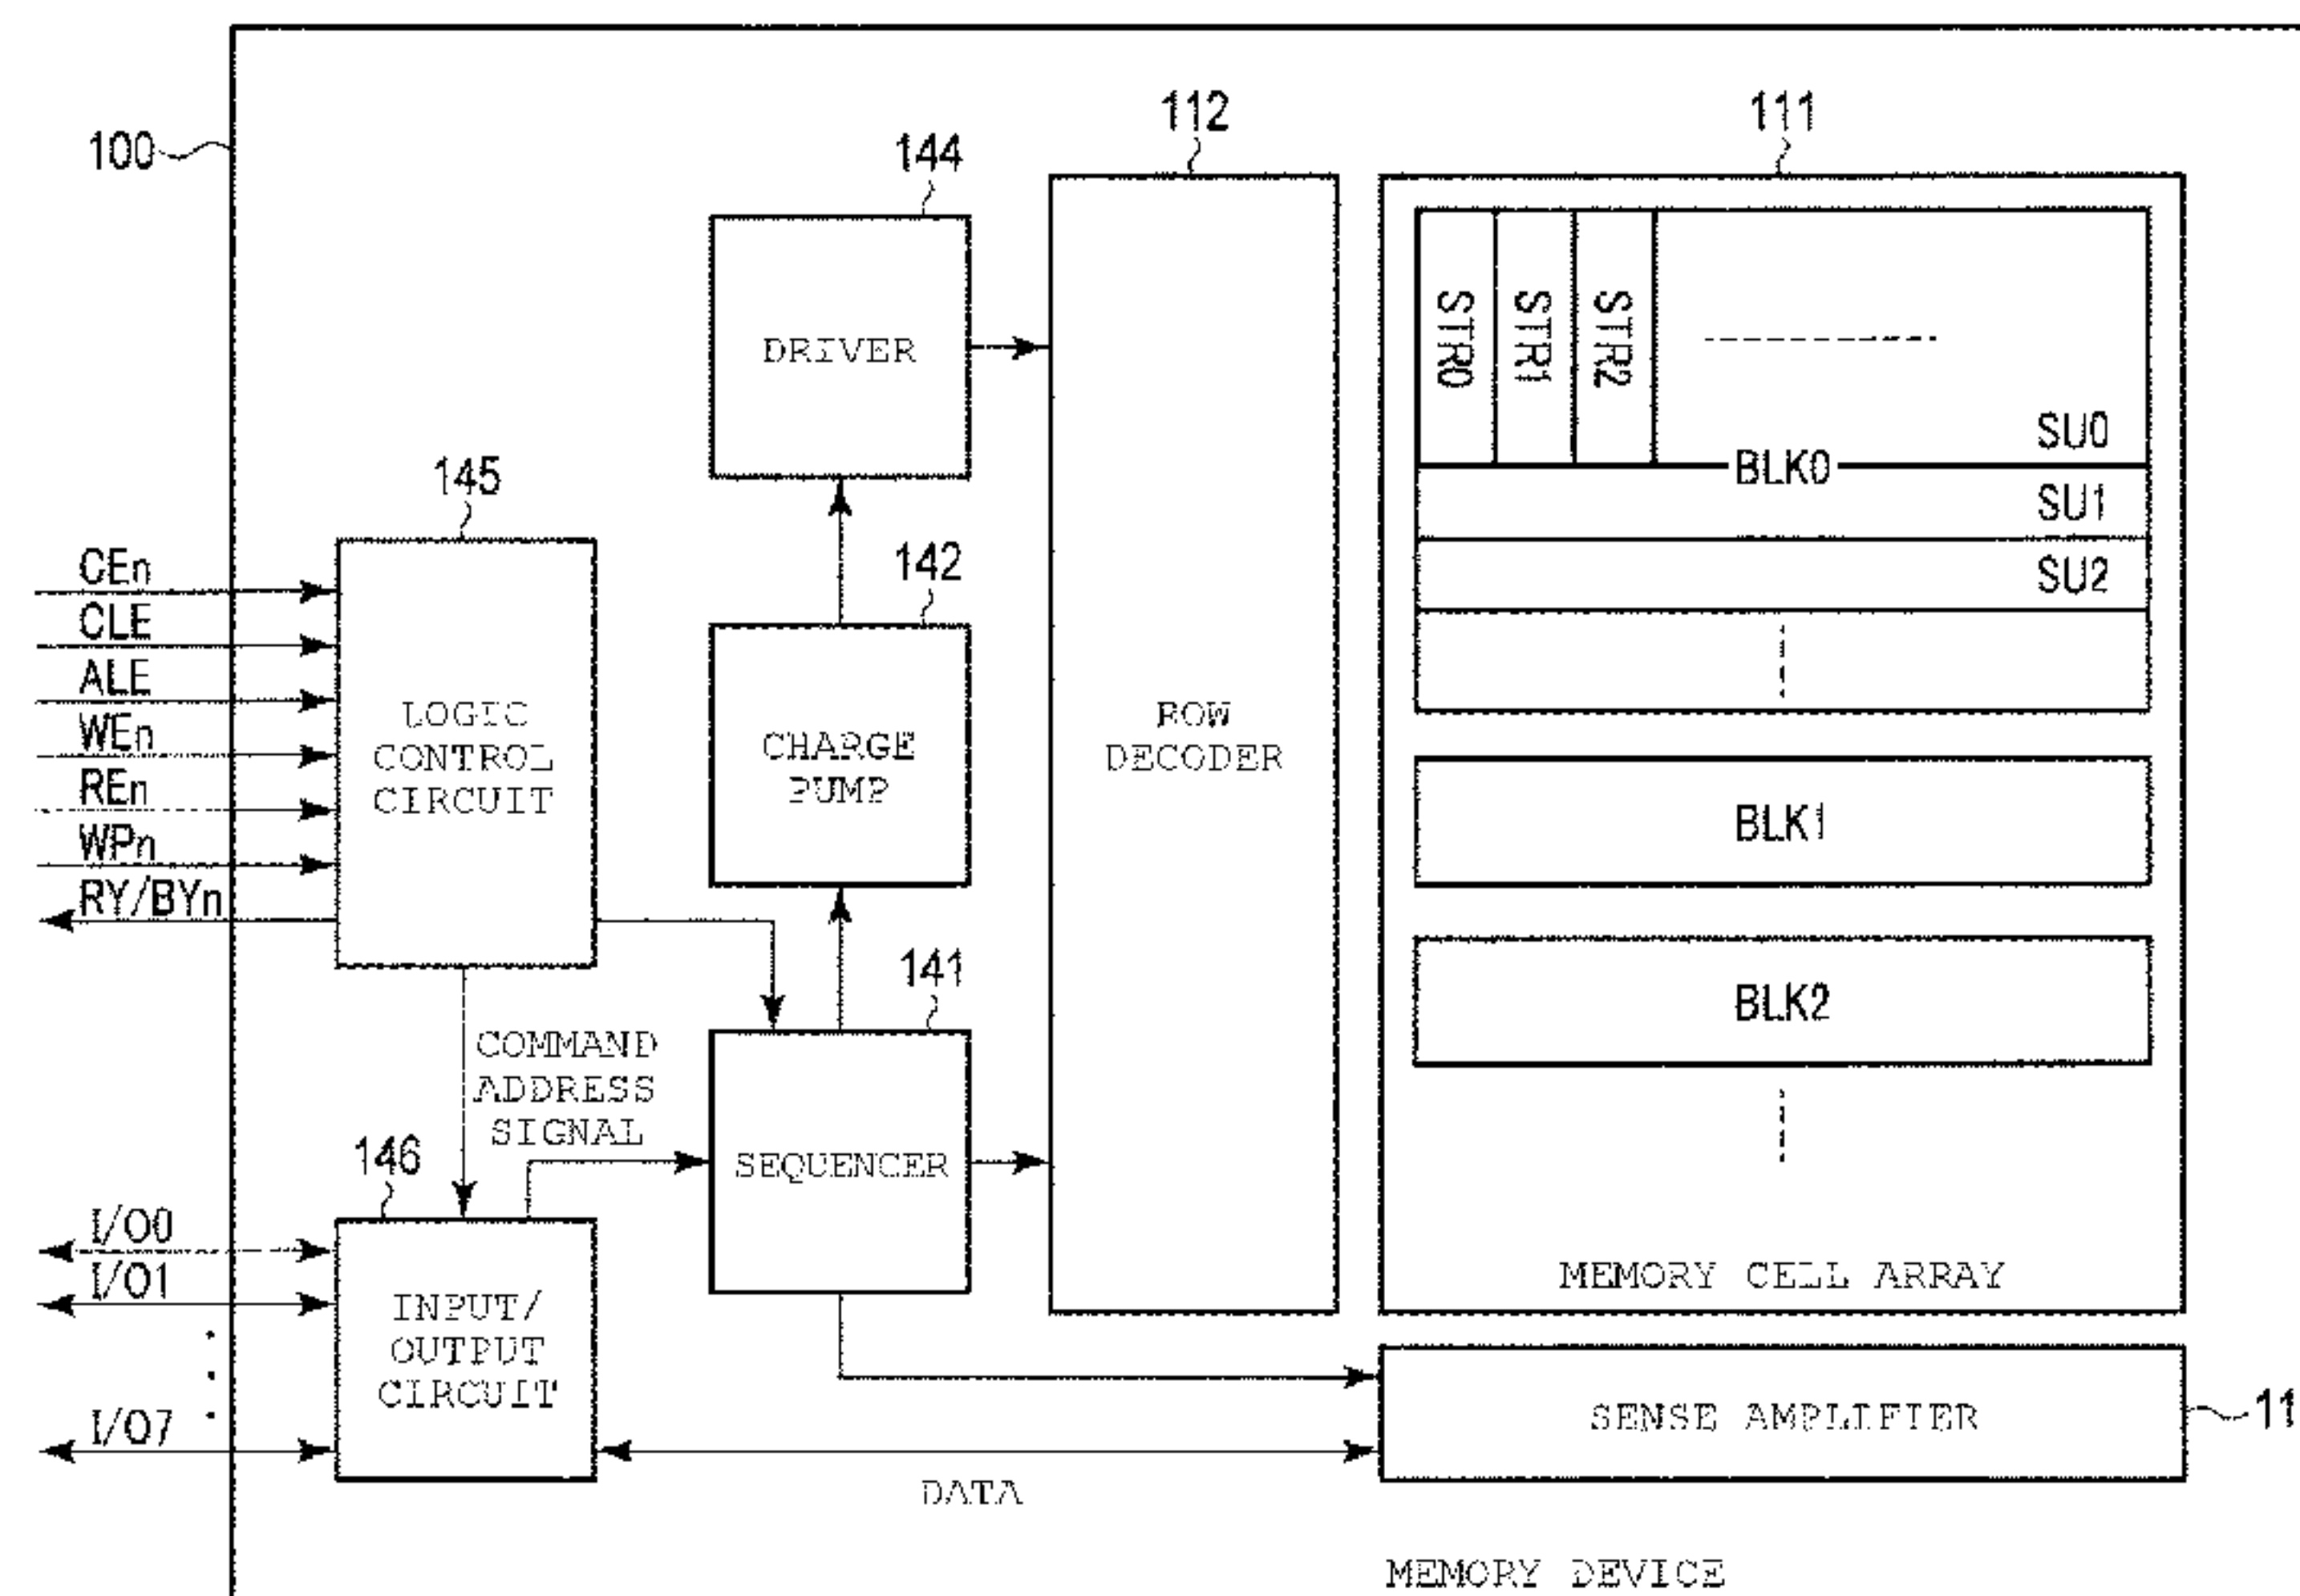 100
112
111
144
DRIVER
STR0
STR1
STR2
SU0
BLK0
SU1
SU2
145
142
CEn
CLE
ALE
WEn
REn
WPn
RY/BYn
LOGIC
CONTROL
CIRCUIT
CHARGE
PUMP
ROW
DECODER
BLK1
BLK2
141
COMMAND
ADDRESS
SIGNAL
SEQUENCER
146
I/O0
I/O1
I/O7
INPUT/
OUTPUT
CIRCUIT
MEMORY CELL ARRAY
SENSE AMPLIFIER
11
DATA
MEMORY DEVICE